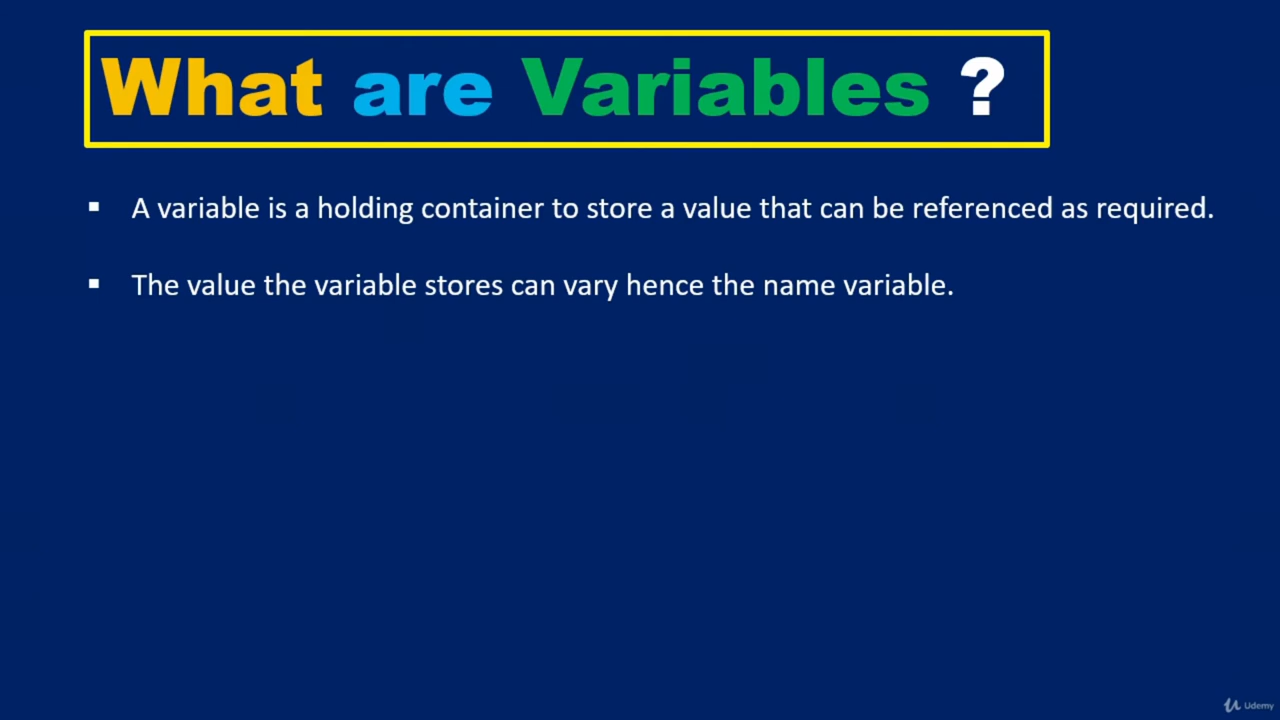 What are Variables ?
▪ A variable is a holding container to store a value that can be referenced as required.
▪ The value the variable stores can vary hence the name variable.
Udemy